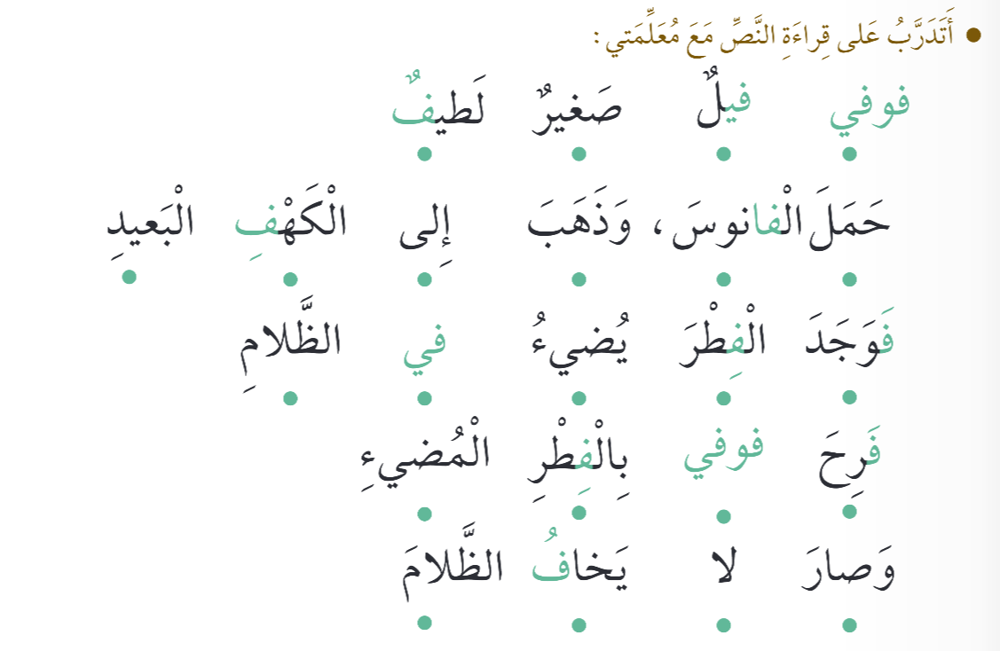 • أَتَدَرَّبُ عَلى قِراءَةِ النَّصِّ مَعَ مُعَلِّمَتي :
فوفي فيلٌ صَغيرٌ لَطيفٌ
حَمَلَ الْفانوسَ ، وَذَهَبَ إِلى الْكَهْفِ الْبَعيدِ
فَوَجَدَ الْفِطْرَ يُضيءُ في الظَّلامِ
فَرِحَ فوفي بِالْفِطْرِ الْمُضيءِ
وَصارَ لا يَخافُ الظَّلامَ